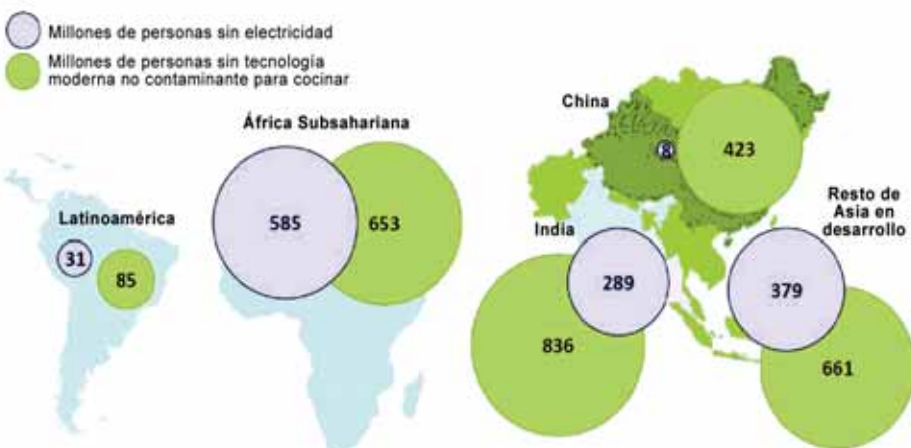 Millones de personas sin electricidad
Millones de personas sin tecnología
moderna no contaminante para cocinar
África Subsahariana
585
653
Latinoamérica
31
85
China
8
423
India
289
836
Resto de
Asia en
desarrollo
379
661